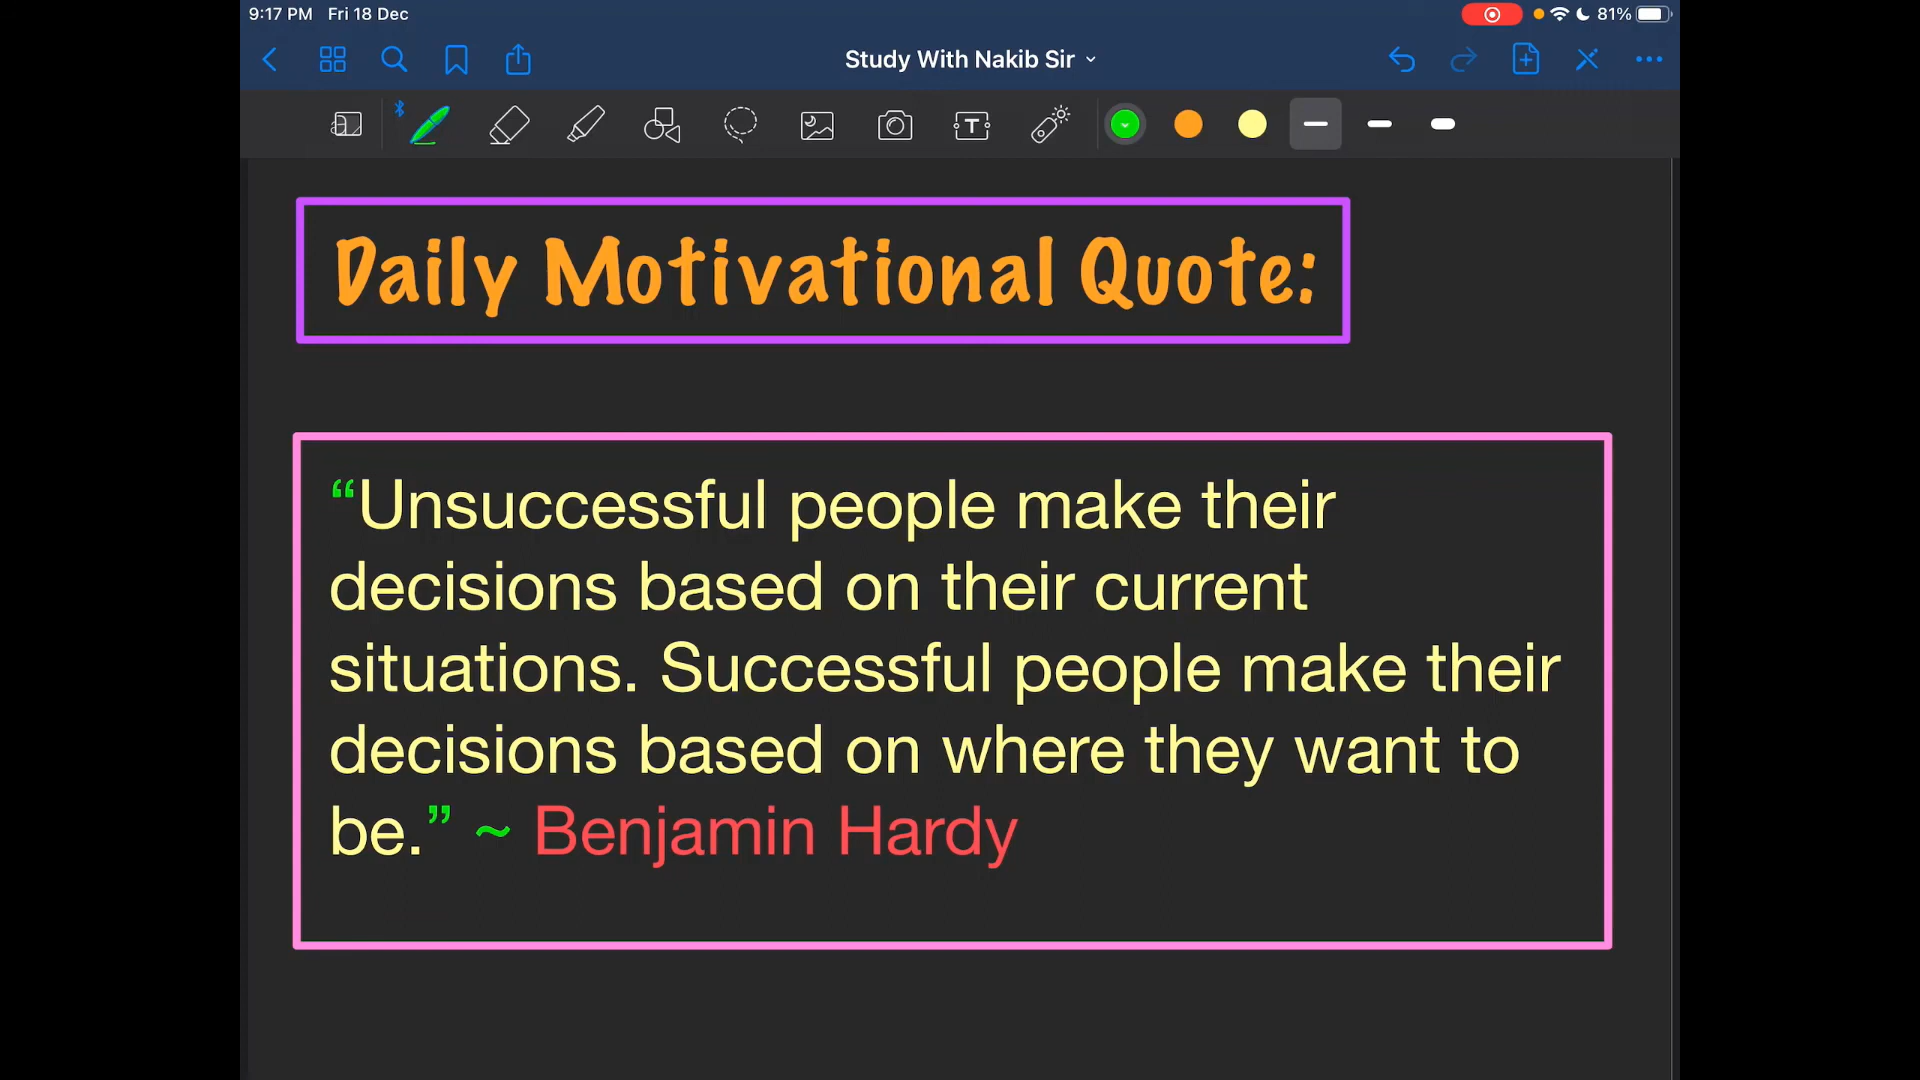 9:17 PM Fri 18 Dec
81%
Study With Nakib Sir
Daily Motivational Quote:
“Unsuccessful people make their
decisions based on their current
situations. Successful people make their
decisions based on where they want to
be.” ~ Benjamin Hardy